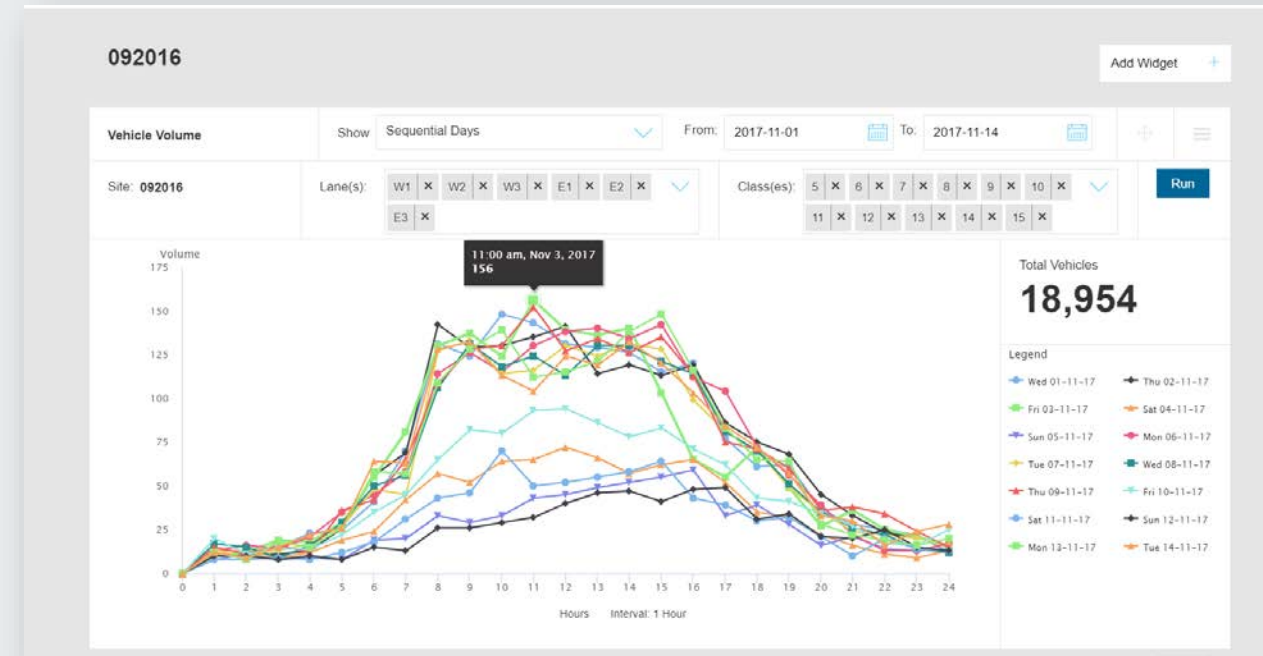 092016
Add Widget +
Vehicle Volume
Show Sequential Days
From: 2017-11-01
To: 2017-11-14
Site: 092016
Lane(s): W1 × W2 × W3 × E1 × E2 ×
E3 ×
Class(es): 5 × 6 × 7 × 8 × 9 × 10 ×
11 × 12 × 13 × 14 × 15 ×
Run
Volume
175
150
125
100
75
50
25
0
11:00 am, Nov 3, 2017
156
0 1 2 3 4 5 6 7 8 9 10 11 12 13 14 15 16 17 18 19 20 21 22 23 24
Hours Interval: 1 Hour
Total Vehicles
18,954
Legend
Wed 01-11-17 Thu 02-11-17
Fri 03-11-17 Sat 04-11-17
Sun 05-11-17 Mon 06-11-17
Tue 07-11-17 Wed 08-11-17
Thu 09-11-17 Fri 10-11-17
Sat 11-11-17 Sun 12-11-17
Mon 13-11-17 Tue 14-11-17